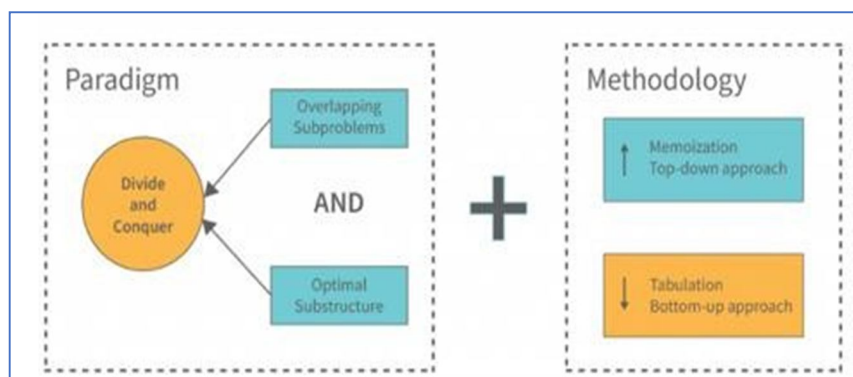 Paradigm
Overlapping
Subproblems
Divide
and
Conquer
AND
Optimal
Substructure
Methodology
Memoization
Top-down approach
Tabulation
Bottom-up approach